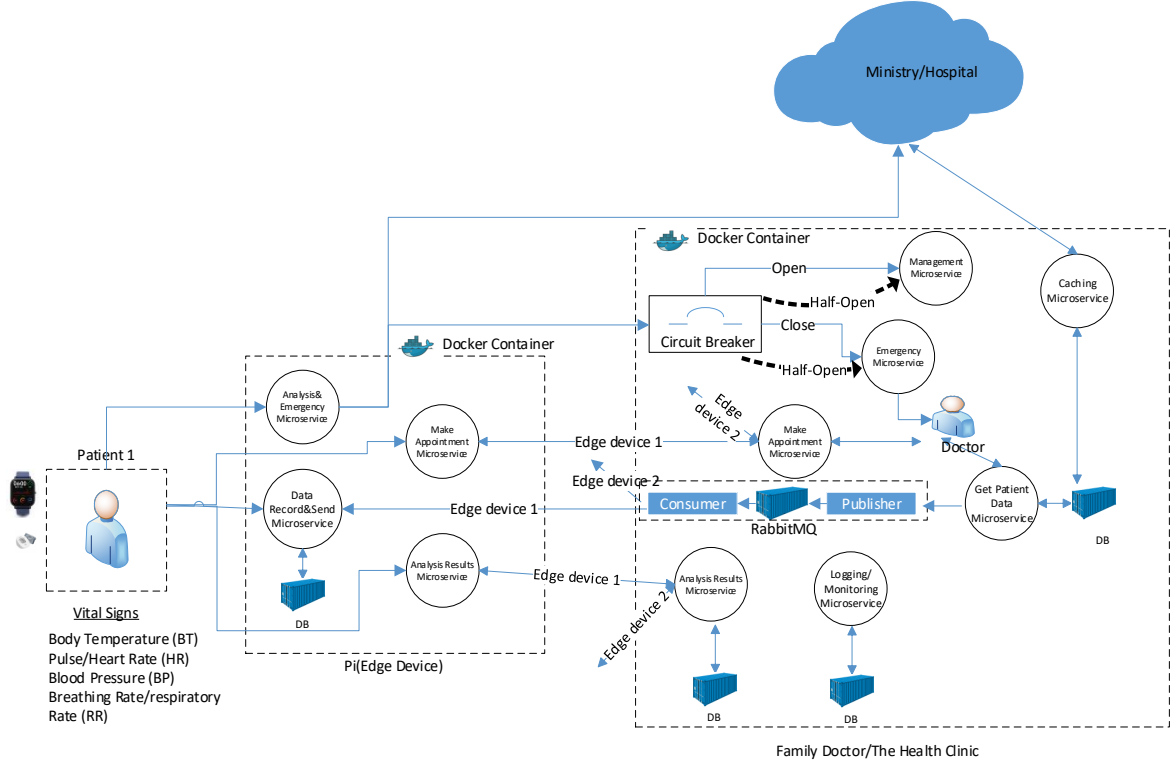 Ministry/Hospital
Docker Container
Open
Management
Microservice
Half-Open
Caching
Microservice
Circuit Breaker
Close
Half-Open
Emergency
Microservice
Docker Container
Analysis&
Emergency
Microservice
Make
Appointment
Microservice
Edge device 1
Edge
device 2
Make
Appointment
Microservice
Doctor
Patient 1
Data
Record&Send
Microservice
Edge device 1
Edge device 2
Consumer
Publisher
RabbitMQ
Get Patient
Data
Microservice
DB
Analysis Results
Microservice
Edge device 1
Edge device 2
Analysis Results
Microservice
Logging/
Monitoring
Microservice
DB
DB
DB
Pi(Edge Device)
Vital Signs
Body Temperature (BT)
Pulse/Heart Rate (HR)
Blood Pressure (BP)
Breathing Rate/respiratory
Rate (RR)
Family Doctor/The Health Clinic